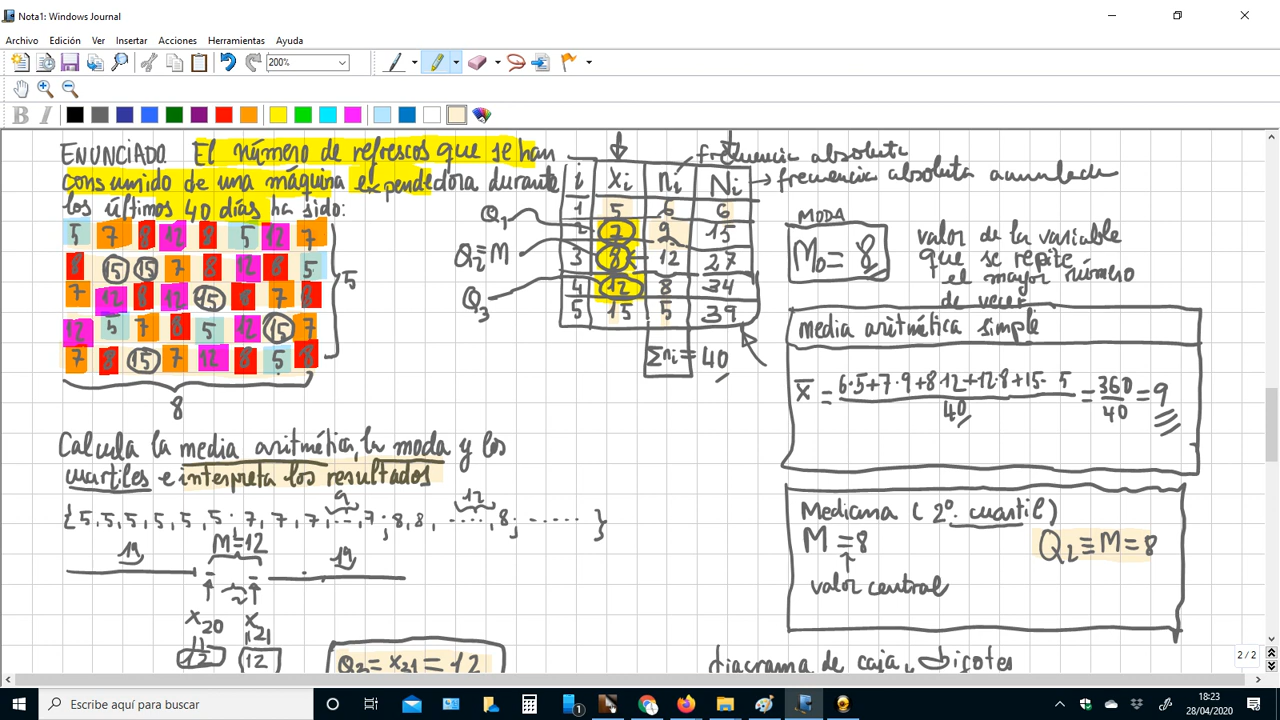 Nota1: Windows Journal
Archivo Edición Ver Insertar Acciones Herramientas Ayuda
200%
B I
ENUNCIADO El número de refrescos que se han
consumido de una máquina expendedora durante
los últimos 40 días ha sido:
5 7 8 12 8 5 12 7
8 15 15 7 8 12 8 5
7 12 8 12 15 8 7 8
12 5 7 8 5 12 15 7
7 8 15 7 12 8 5 8
5
8
frecuencia absoluta
frecuencia absoluta acumulada
i Xi ni Ni
1 5 6 6
Q1 2 7 9 15
Q2=M 3 8 12 27
Q3 4 12 8 34
5 15 5 39
Σni = 40
MODA
Mo = 8
valor de la variable
que se repite
el mayor número
de veces
media aritmética simple
x̄ = 6·5+7·9+8·12+12·8+15·5 / 40 = 360/40 = 9
Calcula la media aritmética, la moda y los
cuartiles e interpreta los resultados
9 12
{5,5,5,5,5,5·7,7,7,...,7;8,8,.....,8;......}
M=12
19 19
2
X20 X21
12 12
Q2 = X21 = 12
Mediana (2º cuartil)
M = 8
Q2 ≡ M = 8
valor central
diagrama de caja y bigotes
2 / 2
Escribe aquí para buscar
1
18:23
28/04/2020